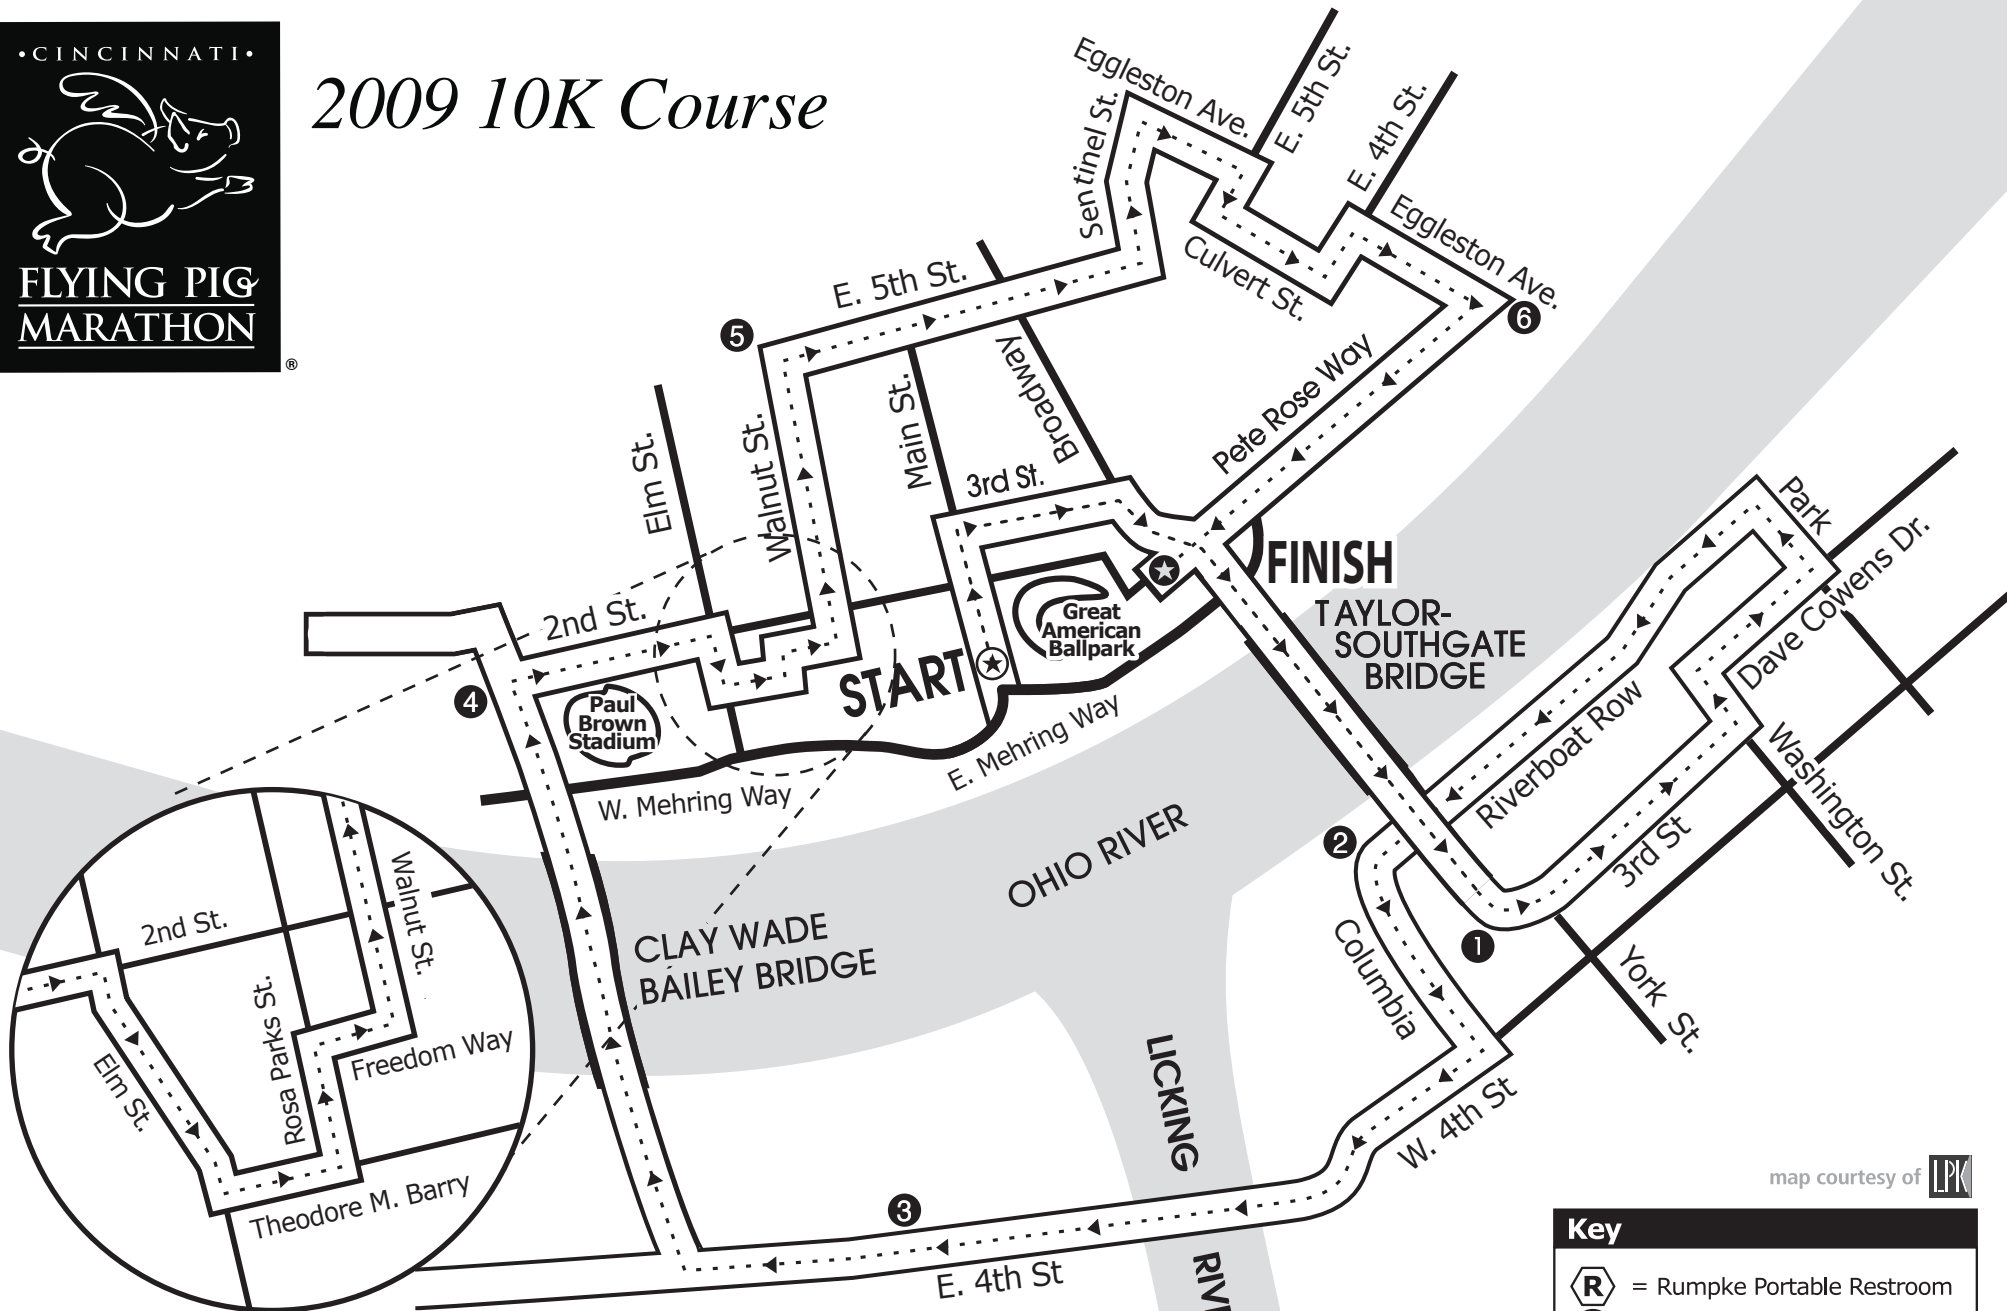 • CINCINNATI •
FLYING PIG
MARATHON
®
2009 10K Course
Eggleston Ave.
E. 5th St.
E. 4th St.
Sentinel St.
Eggleston Ave.
Culvert St.
E. 5th St.
6
5
Broadway
Pete Rose Way
Main St.
Walnut St.
Elm St.
3rd St.
Park
Dave Cowens Dr.
FINISH
TAYLOR-
SOUTHGATE
BRIDGE
Great
American
Ballpark
2nd St.
START
4
Paul
Brown
Stadium
E. Mehring Way
W. Mehring Way
Riverboat Row
Washington St.
3rd St
2
OHIO RIVER
CLAY WADE
BAILEY BRIDGE
1
York St.
Columbia
W. 4th St
LICKING
RIVE
3
E. 4th St
2nd St.
Walnut St.
Rosa Parks St.
Freedom Way
Elm St.
Theodore M. Barry
map courtesy of LPK
Key
R = Rumpke Portable Restroom